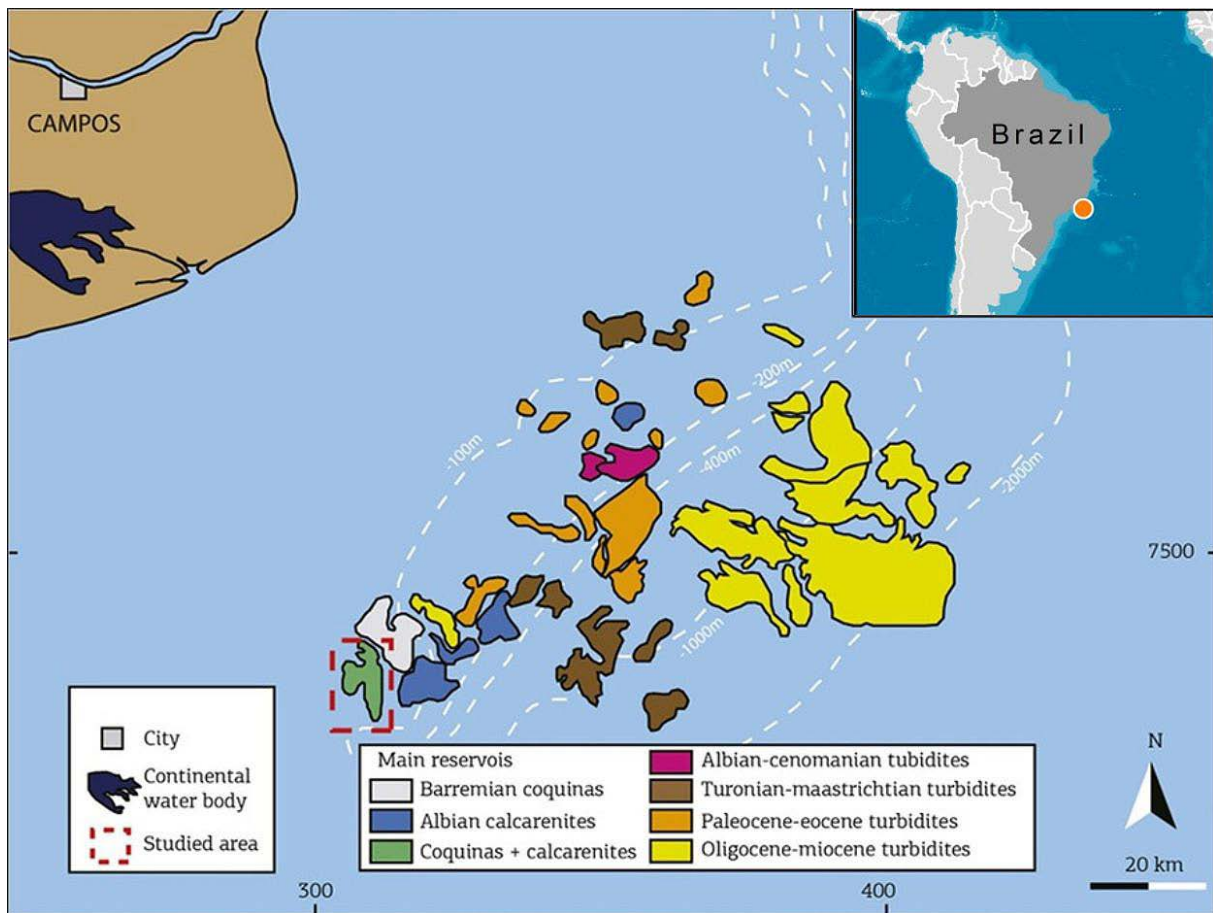 CAMPOS
Brazil
-100m
-200m
-400m
-1000m
-2000m
7500
City
Continental
water body
Studied area
Main reservois
Barremian coquinas
Albian calcarenites
Coquinas + calcarenites
Albian-cenomanian tubidites
Turonian-maastrichtian turbidites
Paleocene-eocene turbidites
Oligocene-miocene turbidites
N
20 km
300
400